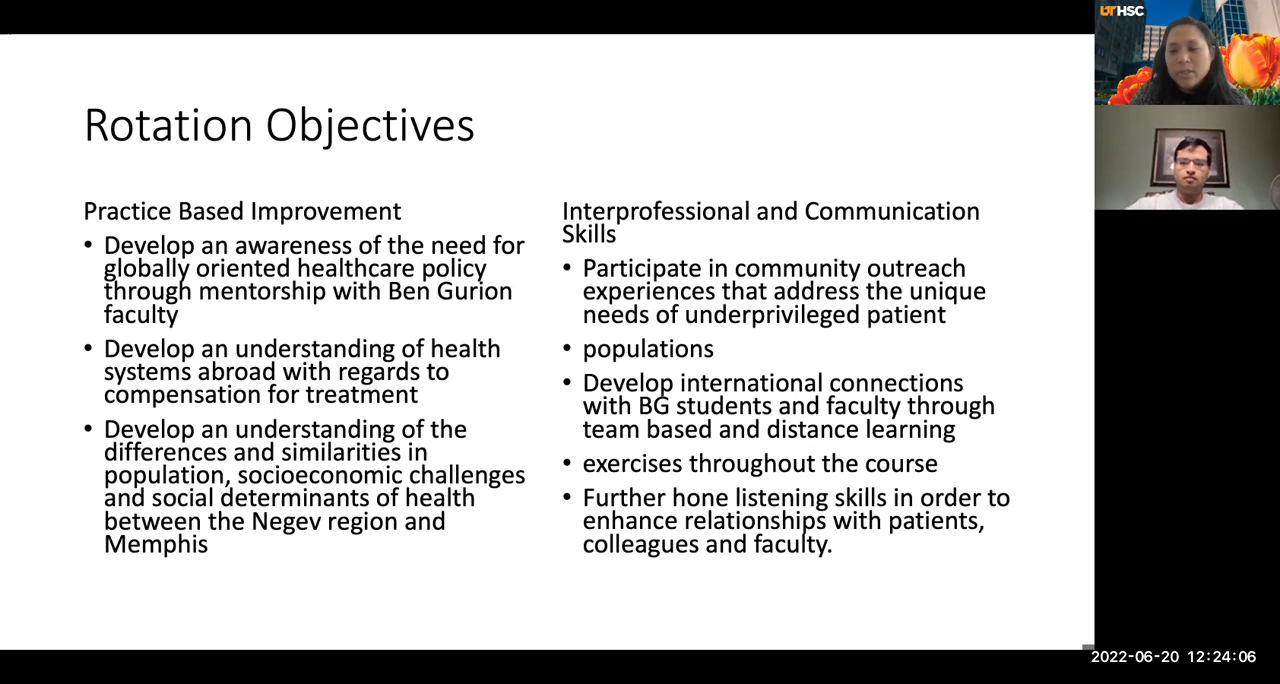 Rotation Objectives
Practice Based Improvement
• Develop an awareness of the need for
globally oriented healthcare policy
through mentorship with Ben Gurion
faculty
• Develop an understanding of health
systems abroad with regards to
compensation for treatment
• Develop an understanding of the
differences and similarities in
population, socioeconomic challenges
and social determinants of health
between the Negev region and
Memphis
Interprofessional and Communication
Skills
• Participate in community outreach
experiences that address the unique
needs of underprivileged patient
• populations
• Develop international connections
with BG students and faculty through
team based and distance learning
• exercises throughout the course
• Further hone listening skills in order to
enhance relationships with patients,
colleagues and faculty.
UTHSC
2022-06-20 12:24:06